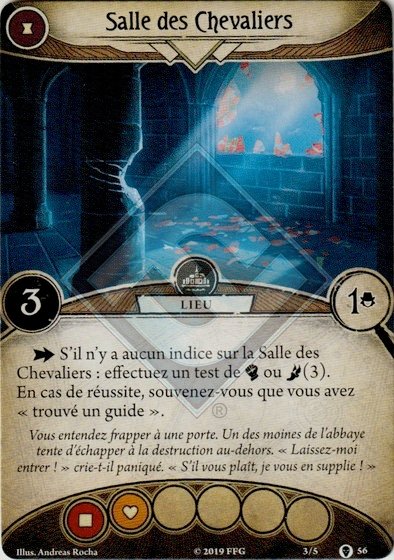 Salle des Chevaliers
LIEU
3
1
S'il n'y a aucun indice sur la Salle des
Chevaliers : effectuez un test de ou (3).
En cas de réussite, souvenez-vous que vous avez
« trouvé un guide ».
®
Vous entendez frapper à une porte. Un des moines de l'abbaye
tente d'échapper à la destruction au-dehors. « Laissez-moi
entrer ! » crie-t-il paniqué. « S'il vous plaît, je vous en supplie ! »
Illus. Andreas Rocha © 2019 FFG 3/5 56